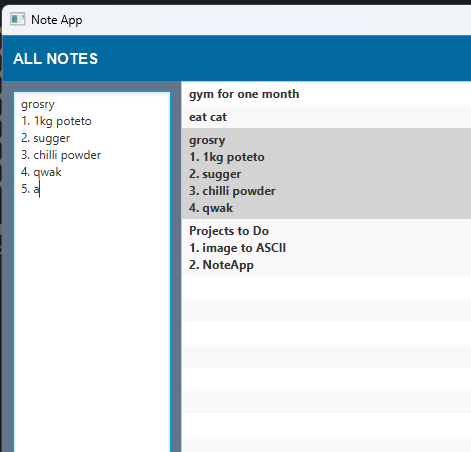 Note App
ALL NOTES
grosry
1. 1kg poteto
2. sugger
3. chilli powder
4. qwak
5. a
gym for one month
eat cat
grosry
1. 1kg poteto
2. sugger
3. chilli powder
4. qwak
Projects to Do
1. image to ASCII
2. NoteApp